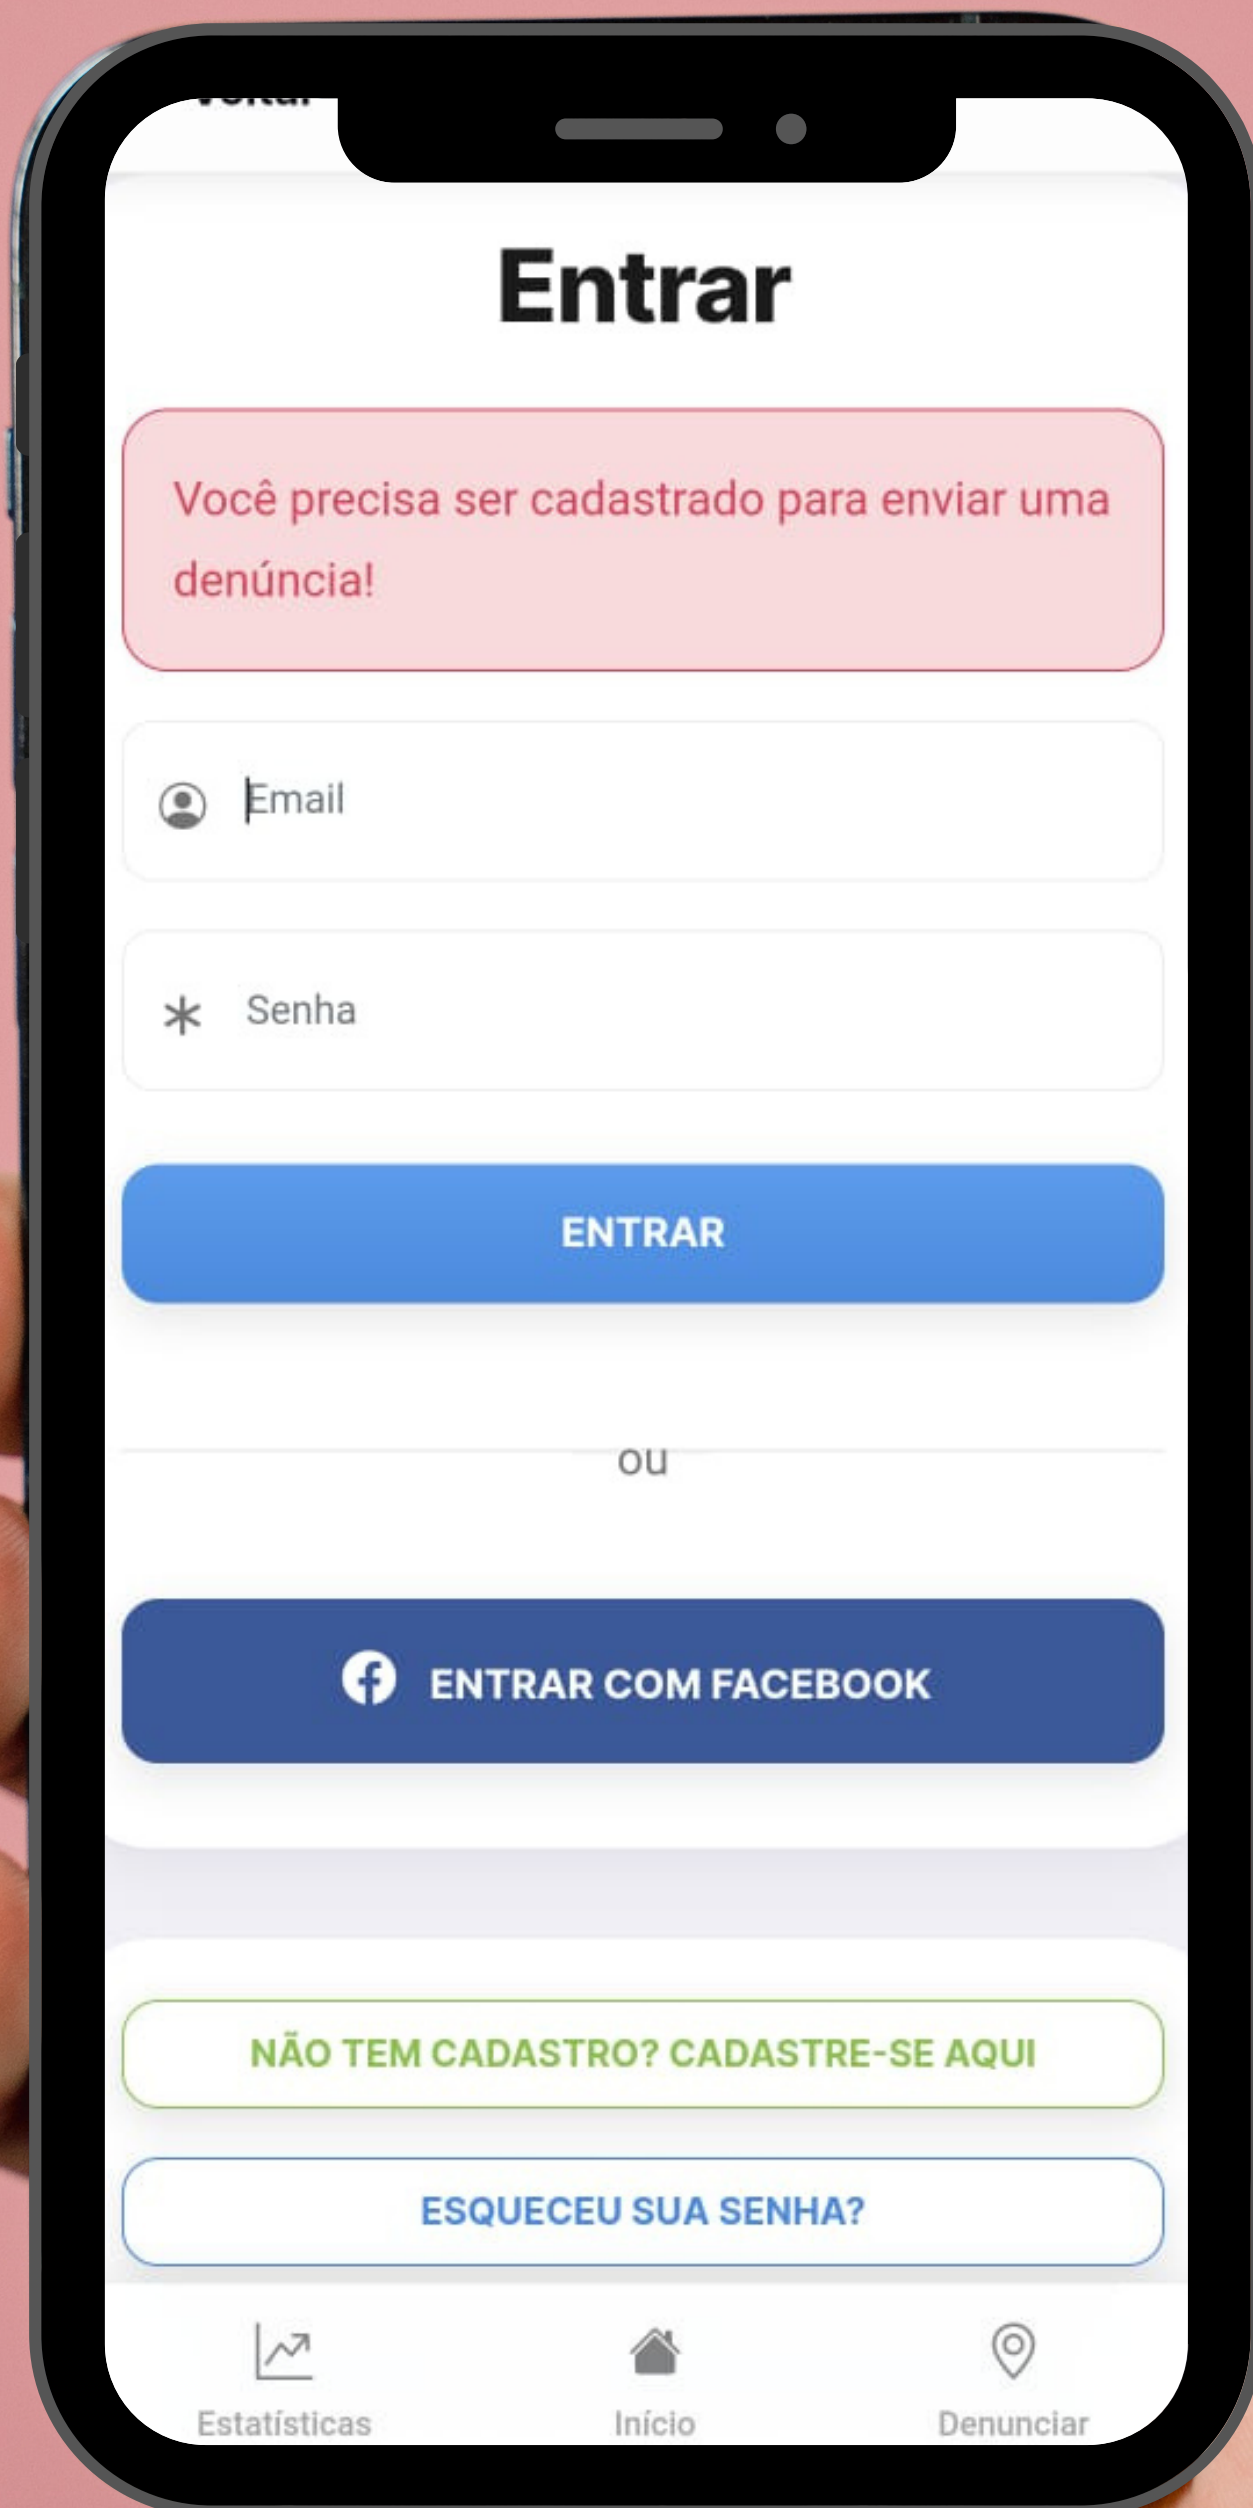 Voltar
Entrar
Você precisa ser cadastrado para enviar uma
denúncia!
Email
Senha
ENTRAR
ou
ENTRAR COM FACEBOOK
NÃO TEM CADASTRO? CADASTRE-SE AQUI
ESQUECEU SUA SENHA?
Estatísticas
Início
Denunciar